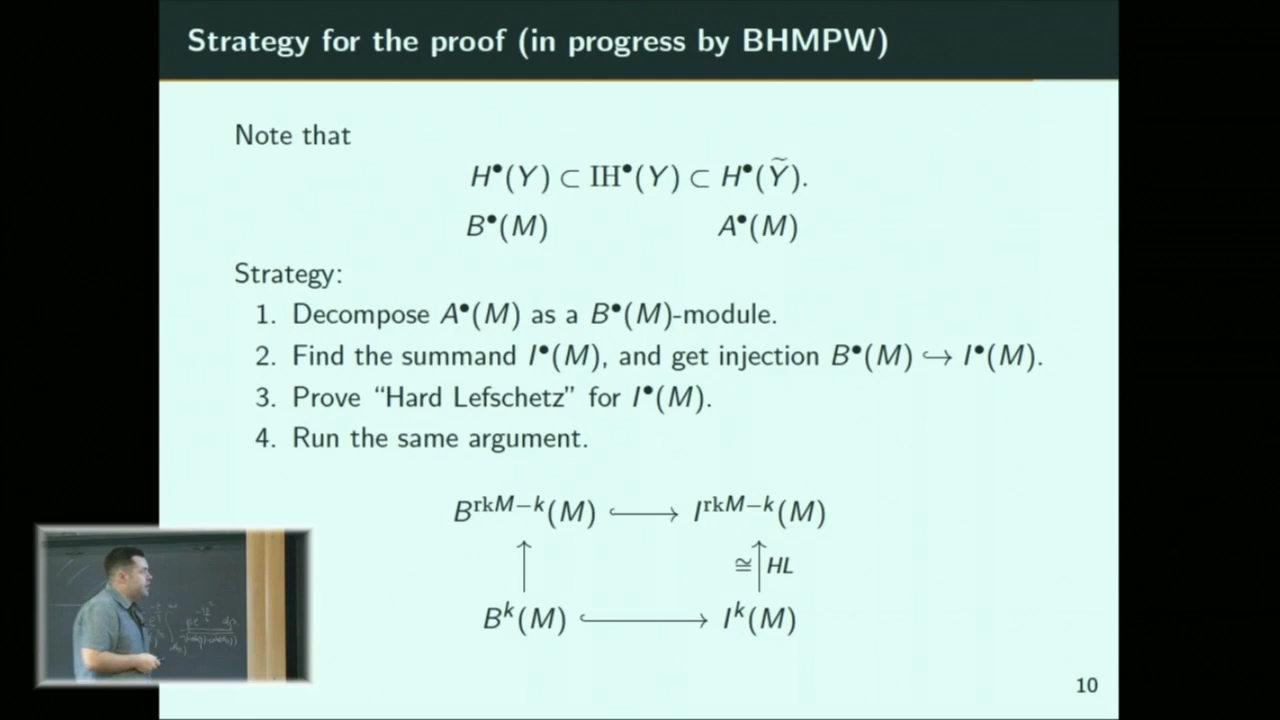 Strategy for the proof (in progress by BHMPW)
Note that
H•(Y) ⊂ IH•(Y) ⊂ H•(Ỹ).
B•(M) A•(M)
Strategy:
1. Decompose A•(M) as a B•(M)-module.
2. Find the summand I•(M), and get injection B•(M) ↪ I•(M).
3. Prove “Hard Lefschetz” for I•(M).
4. Run the same argument.
B^{rkM−k}(M) ↪ I^{rkM−k}(M)
≅ HL
B^k(M) ↪ I^k(M)
10